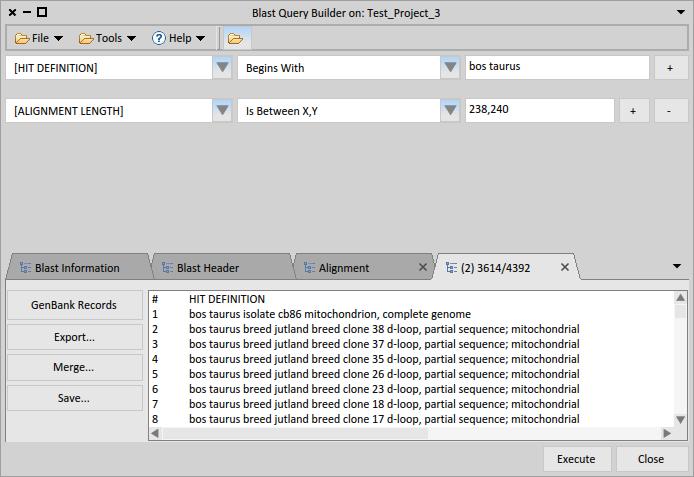 Blast Query Builder on: Test_Project_3
File Tools Help
[HIT DEFINITION] Begins With bos taurus +
[ALIGNMENT LENGTH] Is Between X,Y 238,240 + -
Blast Information Blast Header Alignment (2) 3614/4392
GenBank Records
Export...
Merge...
Save...
# HIT DEFINITION
1 bos taurus isolate cb86 mitochondrion, complete genome
2 bos taurus breed jutland breed clone 38 d-loop, partial sequence; mitochondrial
3 bos taurus breed jutland breed clone 37 d-loop, partial sequence; mitochondrial
4 bos taurus breed jutland breed clone 35 d-loop, partial sequence; mitochondrial
5 bos taurus breed jutland breed clone 26 d-loop, partial sequence; mitochondrial
6 bos taurus breed jutland breed clone 23 d-loop, partial sequence; mitochondrial
7 bos taurus breed jutland breed clone 18 d-loop, partial sequence; mitochondrial
8 bos taurus breed jutland breed clone 17 d-loop, partial sequence; mitochondrial
Execute Close